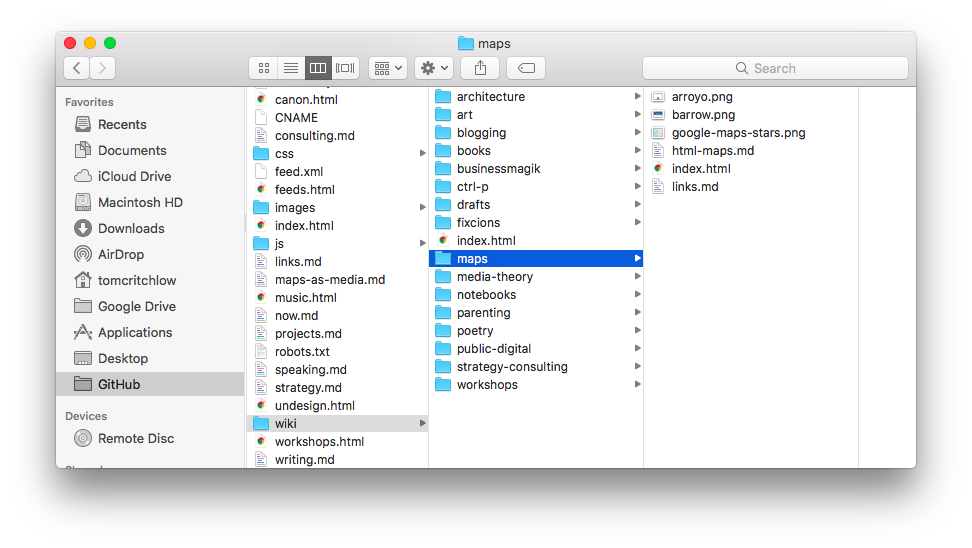 maps
Search
Favorites
Recents
Documents
iCloud Drive
Macintosh HD
Downloads
AirDrop
tomcritchlow
Google Drive
Applications
Desktop
GitHub
Devices
Remote Disc
canon.html
CNAME
consulting.md
css
feed.xml
feeds.html
images
index.html
js
links.md
maps-as-media.md
music.html
now.md
projects.md
robots.txt
speaking.md
strategy.md
undesign.html
wiki
workshops.html
writing.md
architecture
art
blogging
books
businessmagik
ctrl-p
drafts
fixcions
index.html
maps
media-theory
notebooks
parenting
poetry
public-digital
strategy-consulting
workshops
arroyo.png
barrow.png
google-maps-stars.png
html-maps.md
index.html
links.md